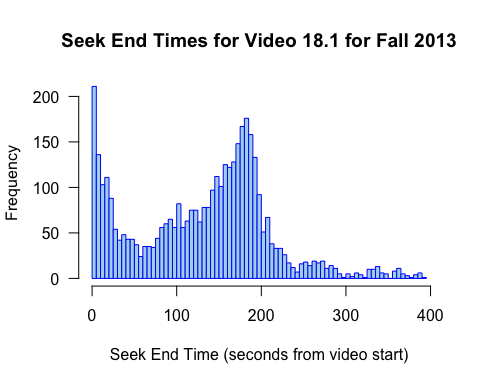 Seek End Times for Video 18.1 for Fall 2013
Frequency
200
150
100
50
0
0 100 200 300 400
Seek End Time (seconds from video start)